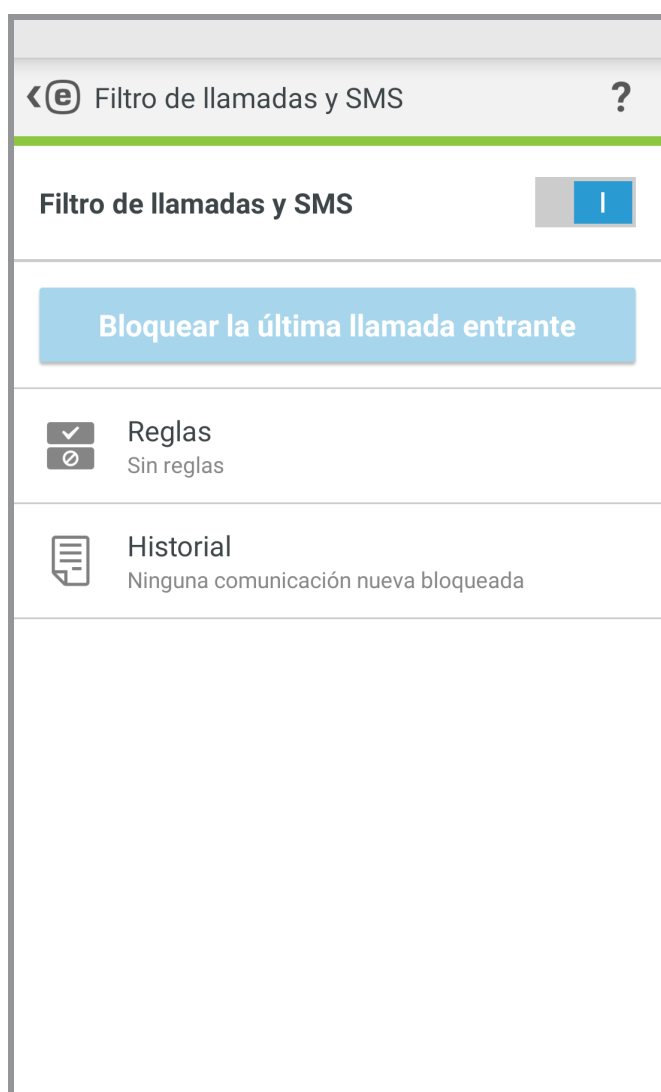 e Filtro de llamadas y SMS ?
Filtro de llamadas y SMS I
Bloquear la última llamada entrante
Reglas
Sin reglas
Historial
Ninguna comunicación nueva bloqueada